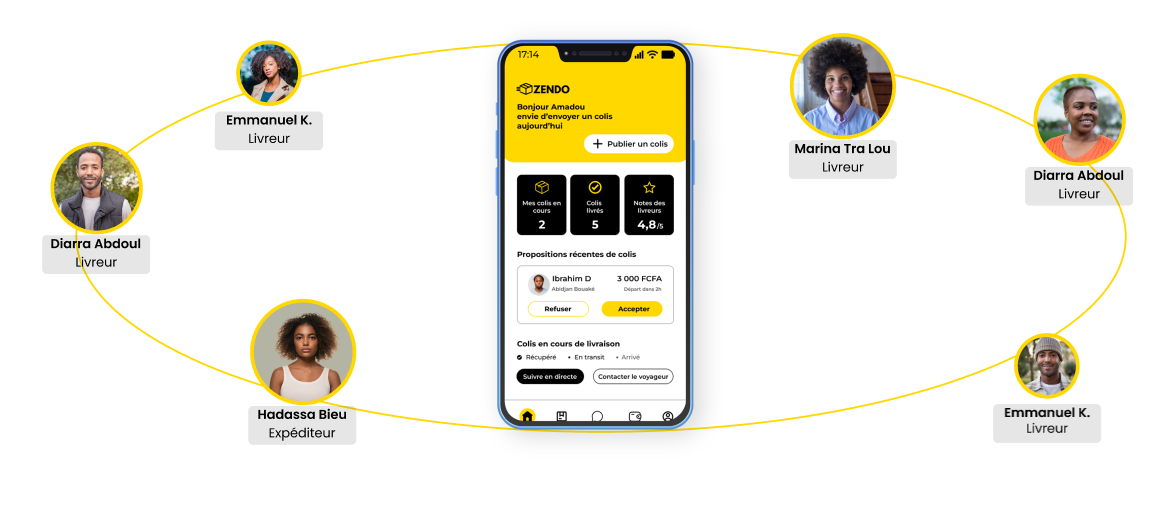 17:14
ZENDO
Bonjour Amadou
envie d'envoyer un colis
aujourd'hui
+ Publier un colis
Mes colis en
cours
2
Colis
livrés
5
Notes des
livreurs
4,8/5
Propositions récentes de colis
Ibrahim D
3 000 FCFA
Abidjan Bouaké
Départ dans 2h
Refuser
Accepter
Colis en cours de livraison
Récupéré
• En transit
• Arrivé
Suivre en directe
Contacter le voyageur
Emmanuel K.
Livreur
Diarra Abdoul
Livreur
Hadassa Bieu
Expéditeur
Marina Tra Lou
Livreur
Diarra Abdoul
Livreur
Emmanuel K.
Livreur